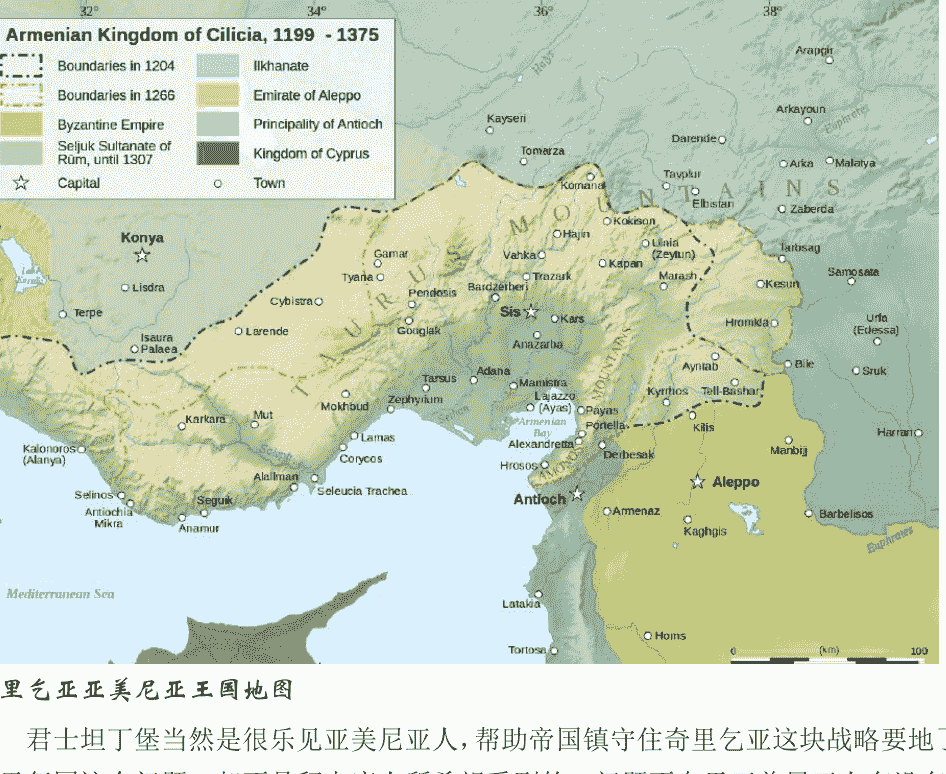 32°
34°
36°
38°
Armenian Kingdom of Cilicia, 1199 - 1375
Boundaries in 1204
Boundaries in 1266
Byzantine Empire
Seljuk Sultanate of
Rūm, until 1307
Capital
Ilkhanate
Emirate of Aleppo
Principality of Antioch
Kingdom of Cyprus
Town
Arapgir
Kayseri
Arkayoun
Euphrates
Darende
Tomarza
Arka
Malatya
Tavplur
Komana
Elbistan
Zaberda
TAURUS MOUNTAINS
Kokison
Konya
Hajin
Gamar
Vahka
Tarbsag
Kapan
Samosata
Tyana
Trazark
Marash
Kesun
Lisdra
Bardzerberi
Pendosis
Cybistra
Sis
Kars
Terpe
Hromkla
Urfa
(Edessa)
Larende
Isaura
Palaea
Anazarba
Ayntab
Bile
Sruk
Adana
Tarsus
Mamistra
Kyrrhos
Tell-Bashar
Zephyrium
Lajazzo
(Ayas)
Mokhbud
Payas
Armenian
Bay
Karkara
Mut
Portella
Kilis
Harran
Lamas
Alexandretta
Manbij
Kalonoros
(Alanya)
Corycos
Derbesak
Hrosos
Seleucia Trachea
Selinos
Seguik
Antioch
Aleppo
Antiochia
Mikra
Anamur
Armenaz
Kaghgis
Barbelisos
Euphrates
Mediterranean Sea
Latakia
Homs
Tortosa
0
(km)
100
里乞亚亚美尼亚王国地图
君士坦丁堡当然是很乐见亚美尼亚人，帮助帝国镇守住奇里乞亚这块战略要地